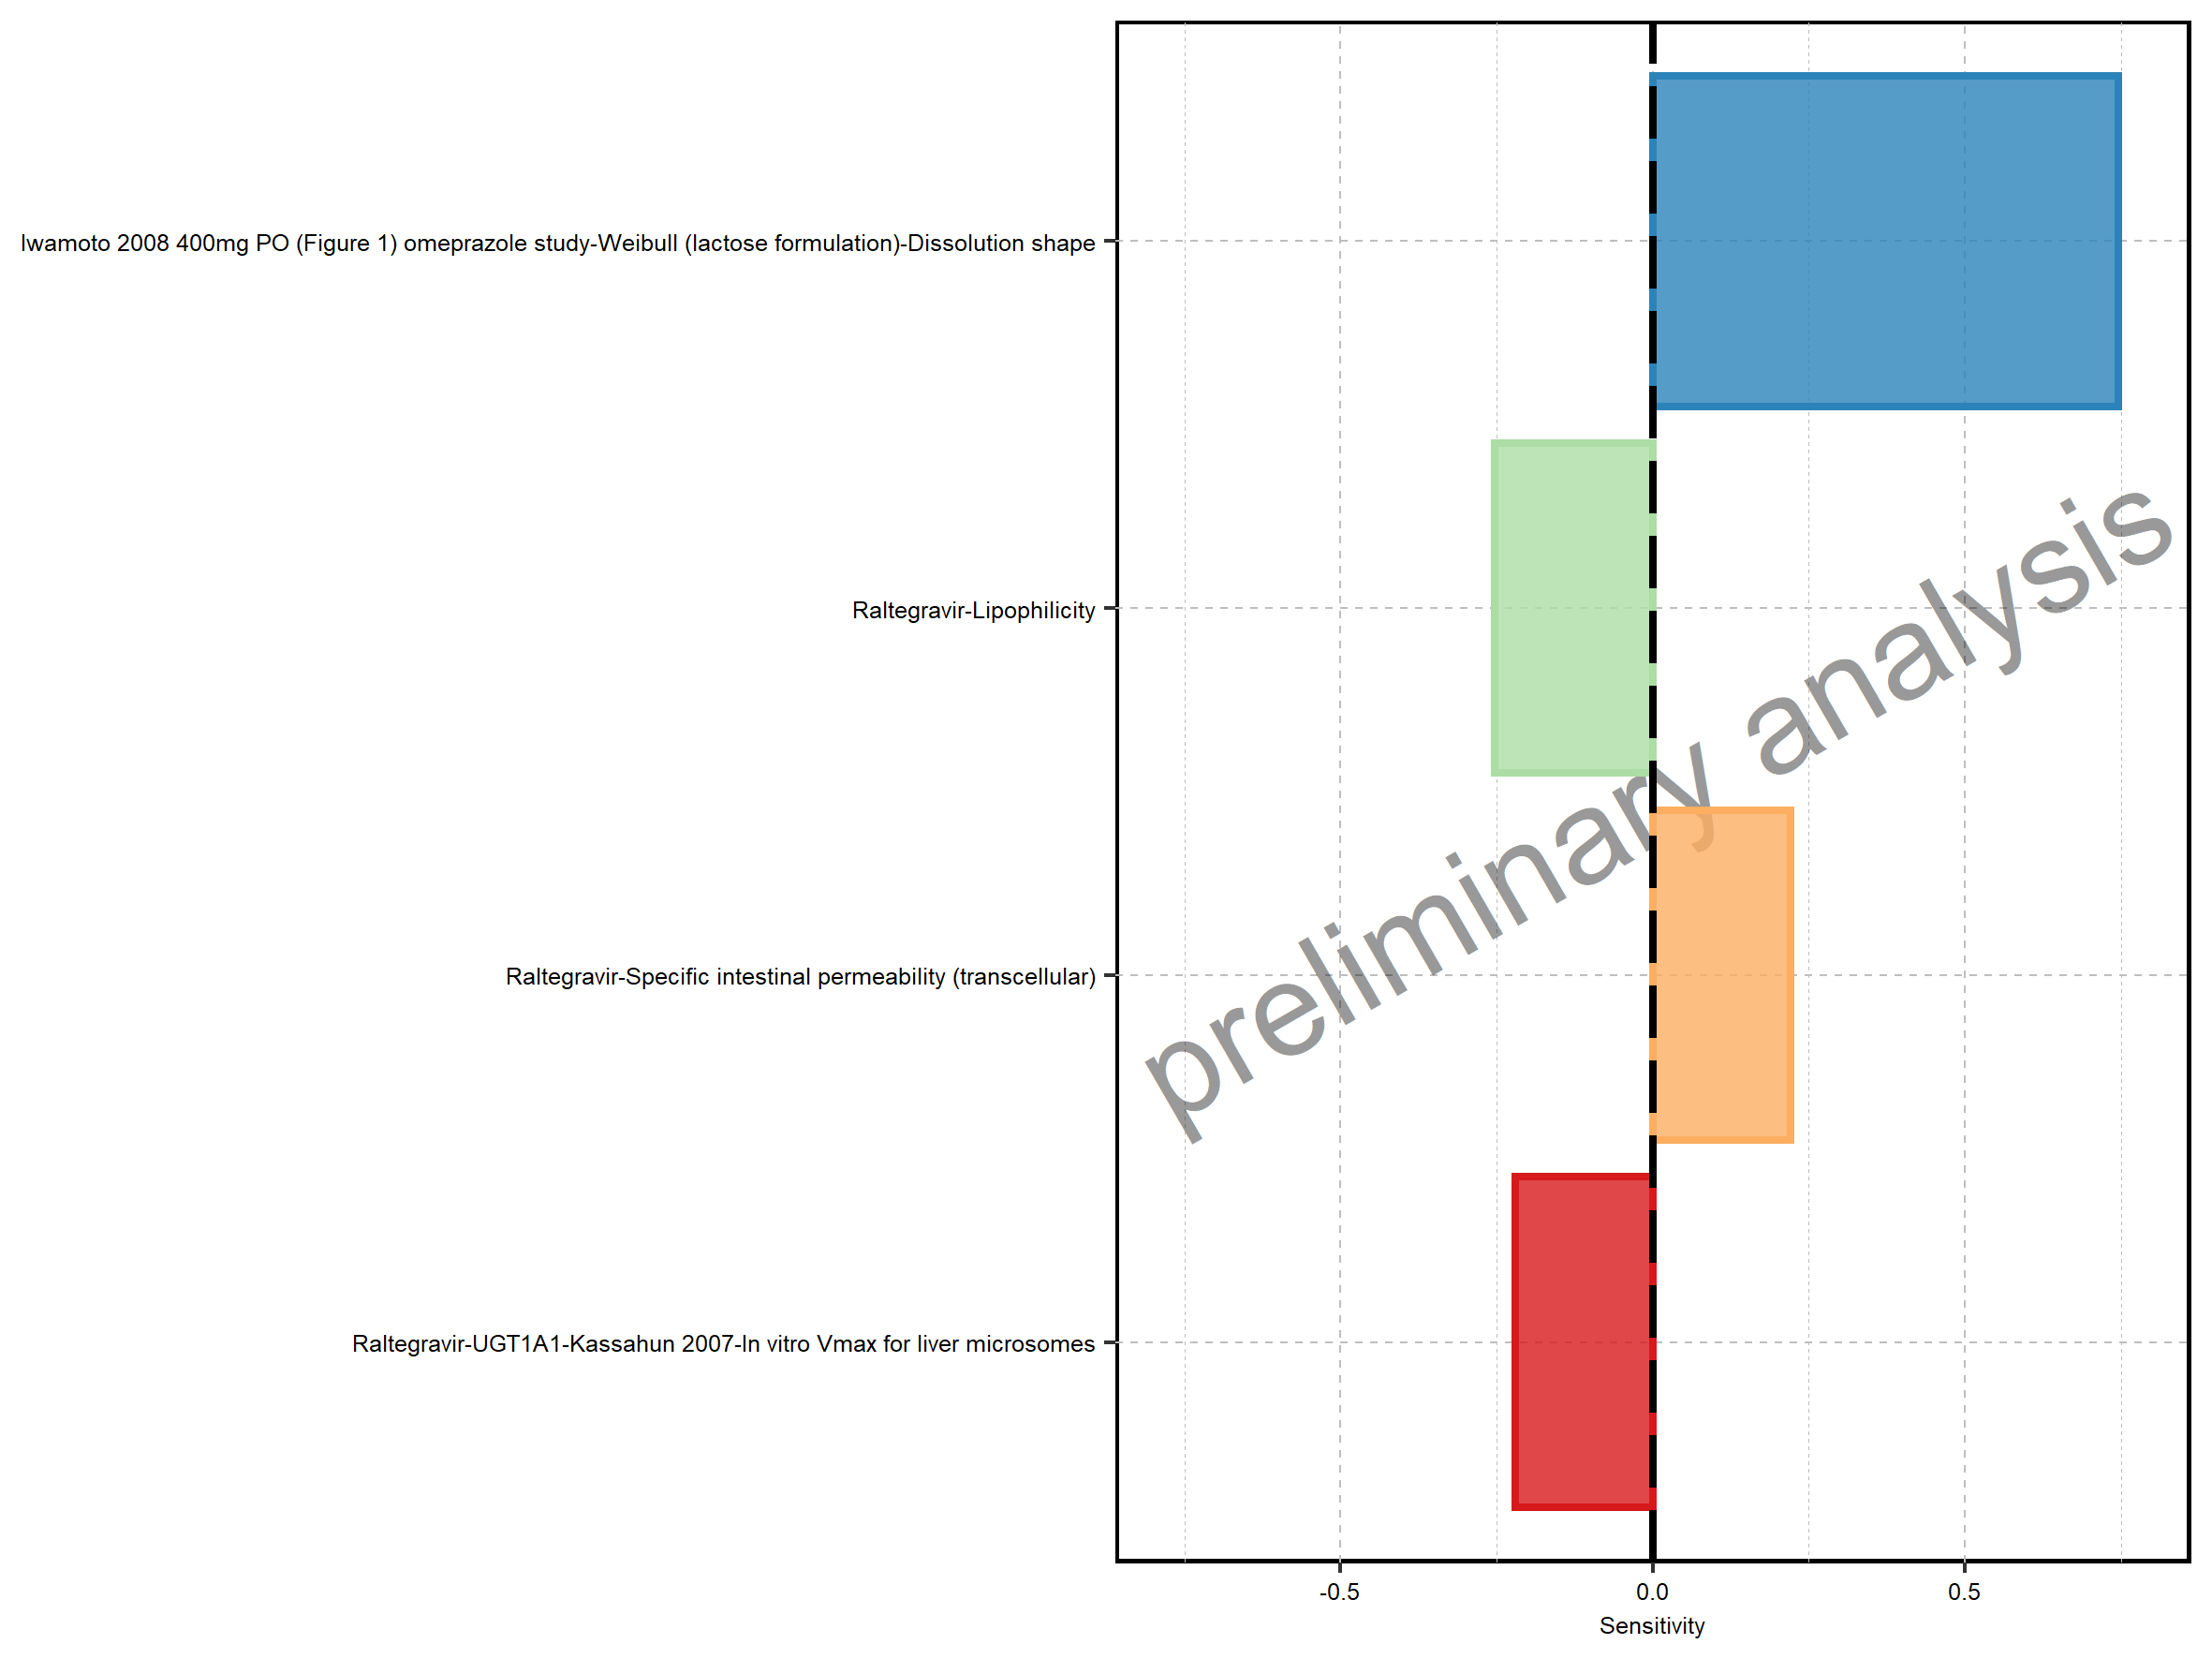 Iwamoto 2008 400mg PO (Figure 1) omeprazole study-Weibull (lactose formulation)-Dissolution shape
Raltegravir-Lipophilicity
Raltegravir-Specific intestinal permeability (transcellular)
Raltegravir-UGT1A1-Kassahun 2007-In vitro Vmax for liver microsomes
preliminary analysis
-0.5 0.0 0.5
Sensitivity